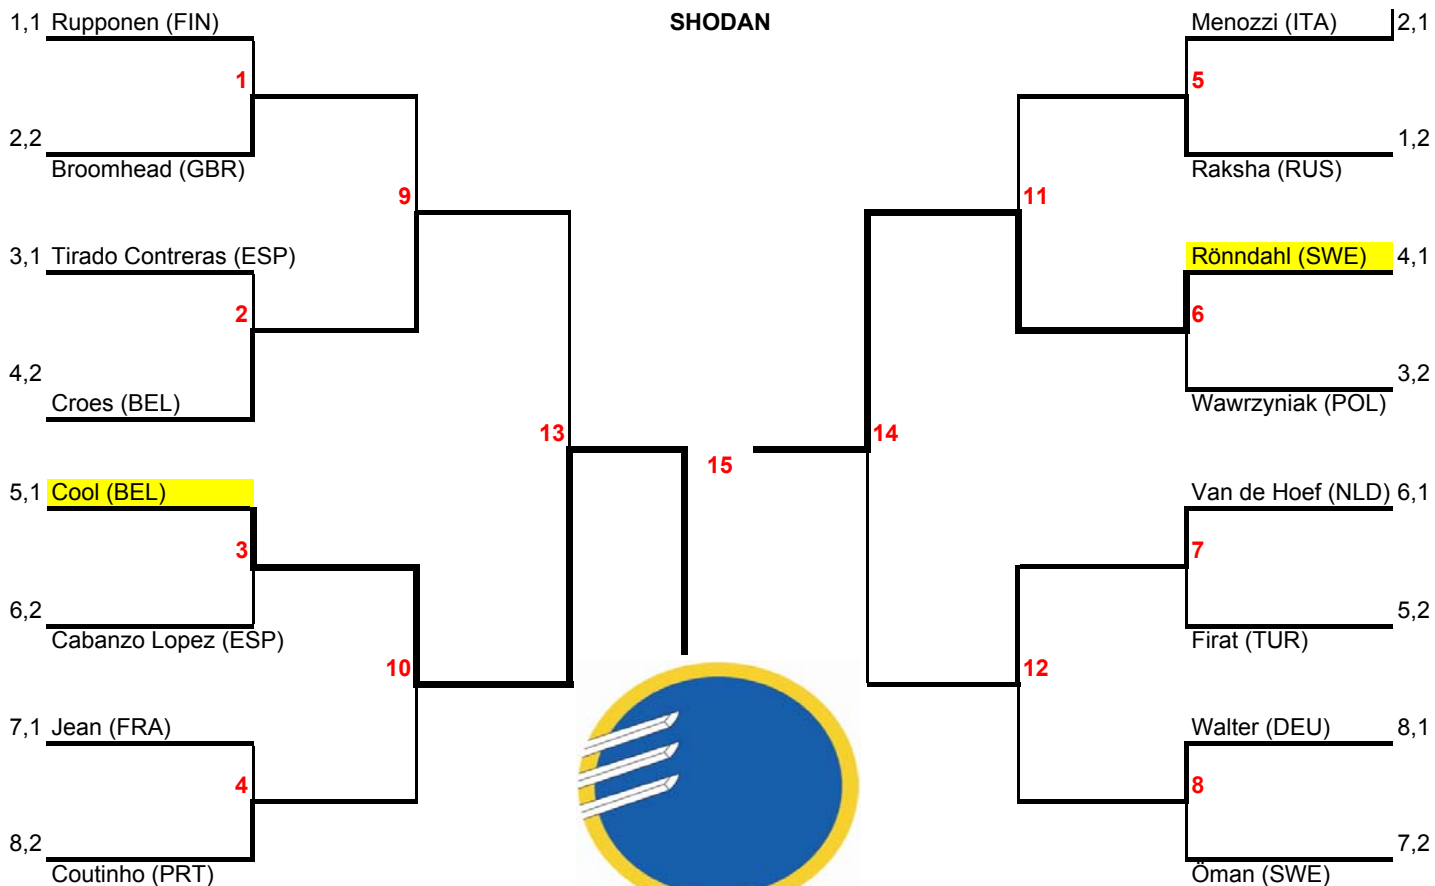 SHODAN
1,1 Rupponen (FIN)
1
2,2
Broomhead (GBR)
9
3,1 Tirado Contreras (ESP)
2
4,2
Croes (BEL)
13
5,1 Cool (BEL)
3
6,2
Cabanzo Lopez (ESP)
10
7,1 Jean (FRA)
4
8,2
Coutinho (PRT)
15
Menozzi (ITA) 2,1
5
1,2
Raksha (RUS)
11
Rönndahl (SWE) 4,1
6
3,2
Wawrzyniak (POL)
14
Van de Hoef (NLD) 6,1
7
5,2
Firat (TUR)
12
Walter (DEU) 8,1
8
7,2
Öman (SWE)